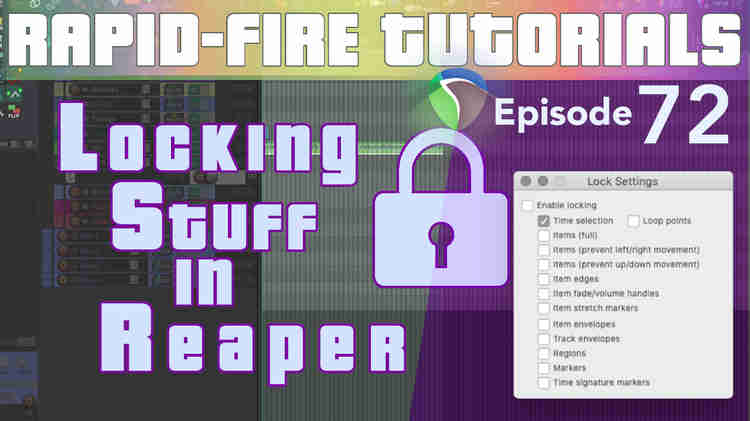 RAPID-FIRE TUTORIALS
Episode 72
Locking
Stuff
in
Reaper
Lock Settings
Enable locking
Time selection Loop points
Items (full)
Items (prevent left/right movement)
Items (prevent up/down movement)
Item edges
Item fade/volume handles
Item stretch markers
Item envelopes
Track envelopes
Regions
Markers
Time signature markers